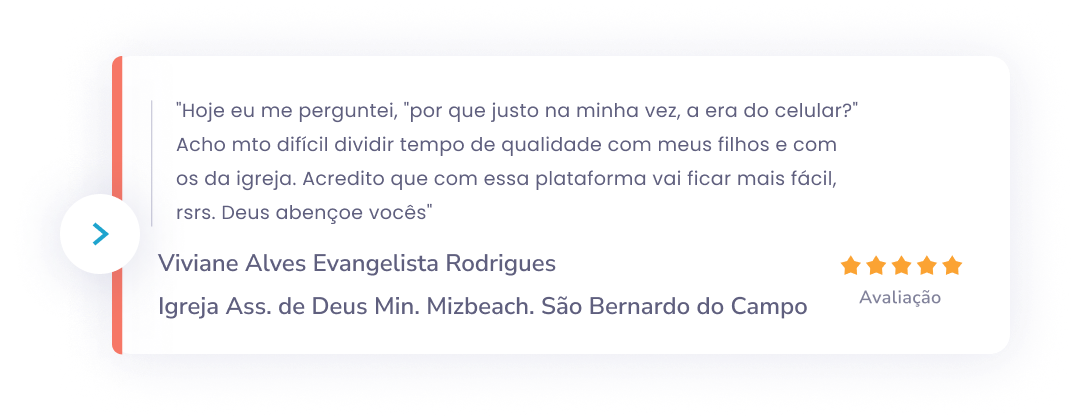 "Hoje eu me perguntei, "por que justo na minha vez, a era do celular?"
Acho mto difícil dividir tempo de qualidade com meus filhos e com
os da igreja. Acredito que com essa plataforma vai ficar mais fácil,
rsrs. Deus abençoe vocês"
Viviane Alves Evangelista Rodrigues
Igreja Ass. de Deus Min. Mizbeach. São Bernardo do Campo
Avaliação